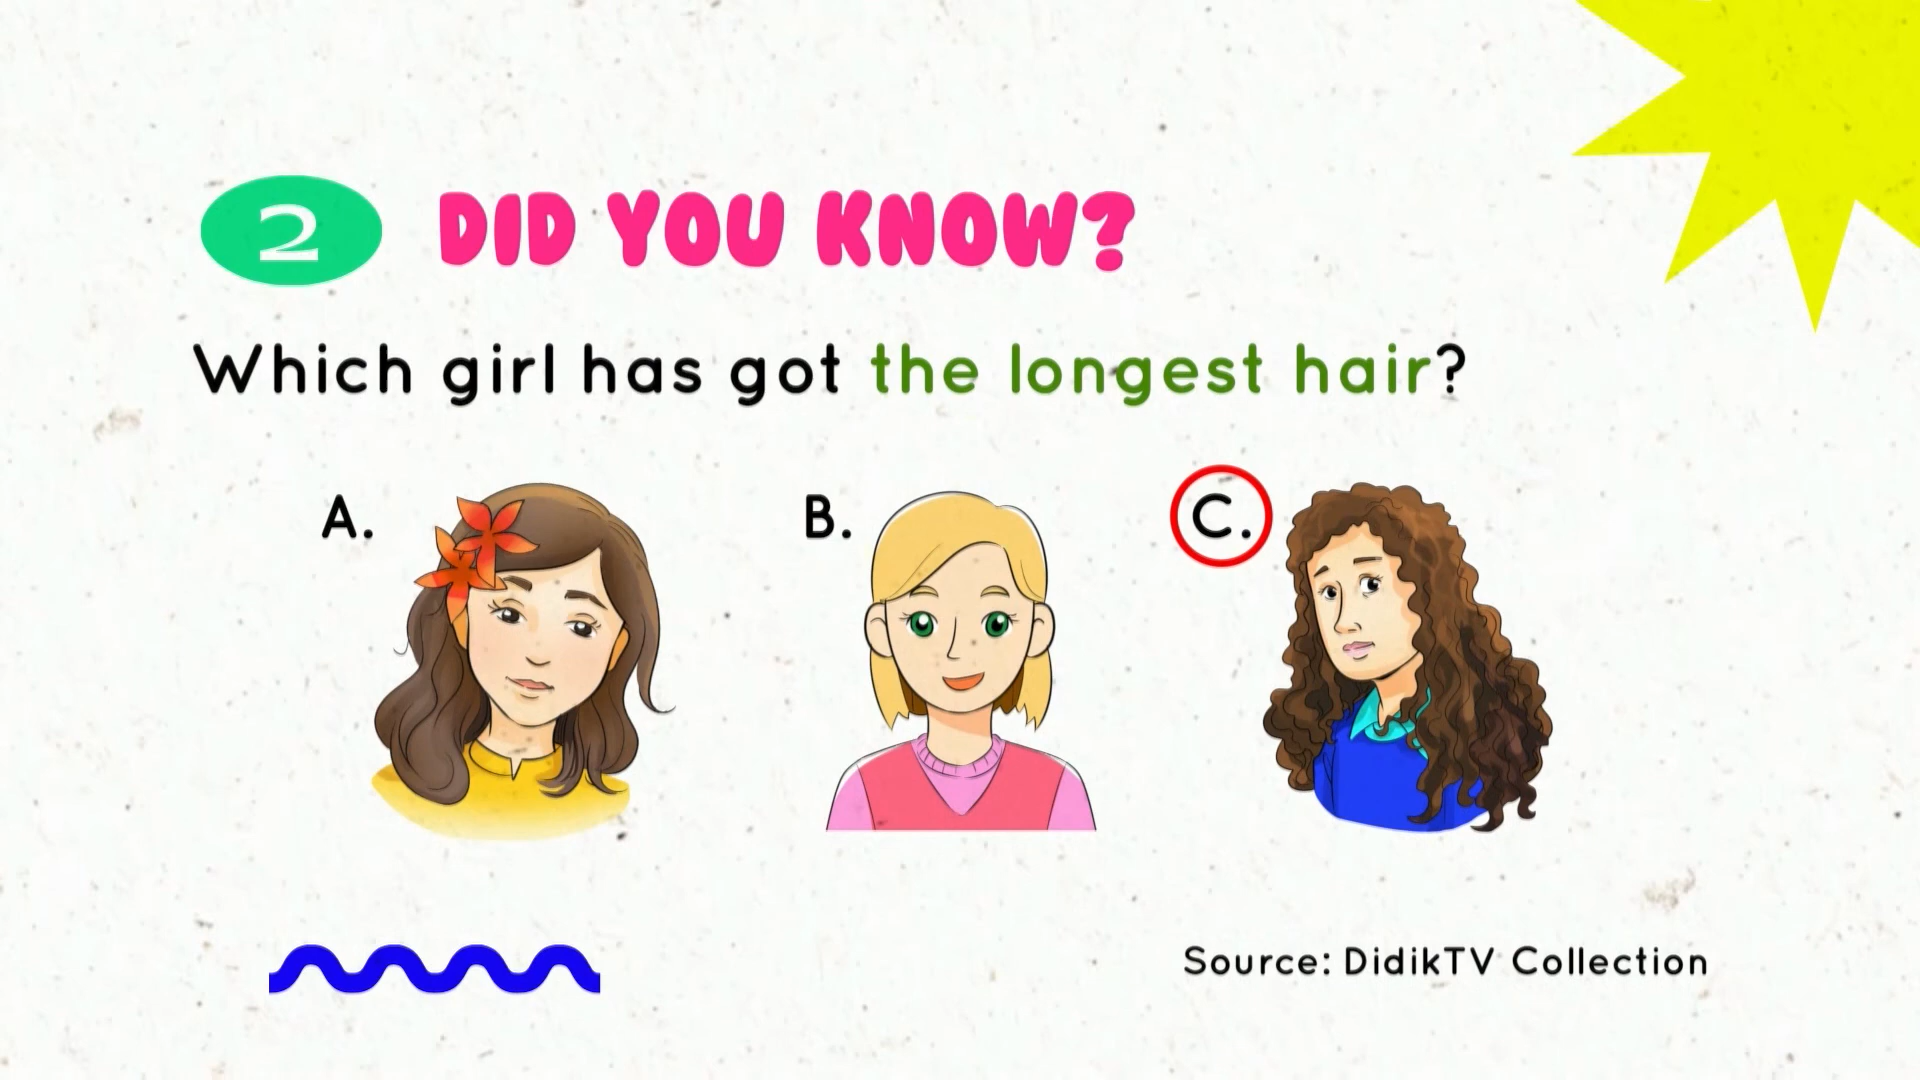 2 DID YOU KNOW?
Which girl has got the longest hair?
A. B. C.
Source: DidikTV Collection